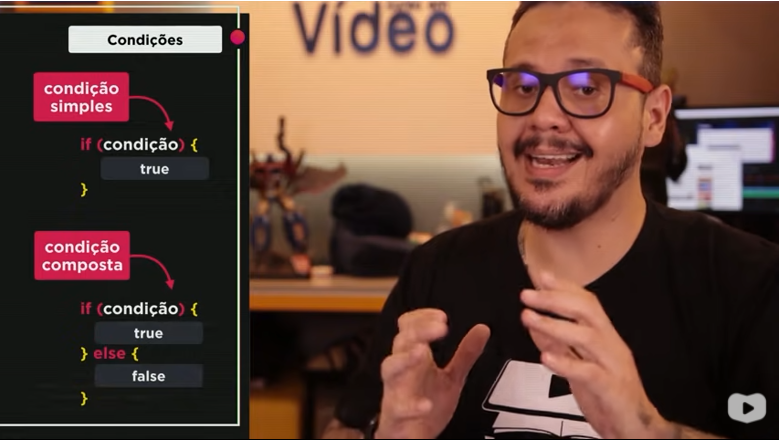 Condições
condição
simples
if (condição) {
true
}
condição
composta
if (condição) {
true
} else {
false
}
Vídeo